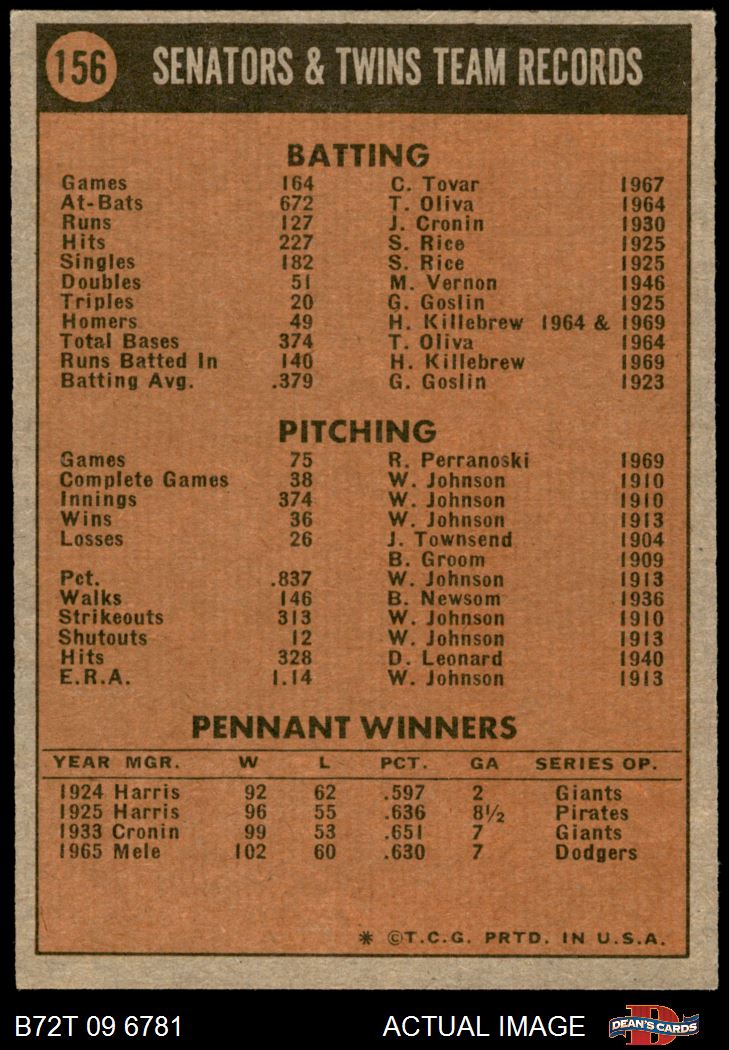 156 SENATORS & TWINS TEAM RECORDS
BATTING
Games 164 C. Tovar 1967
At-Bats 672 T. Oliva 1964
Runs 127 J. Cronin 1930
Hits 227 S. Rice 1925
Singles 182 S. Rice 1925
Doubles 51 M. Vernon 1946
Triples 20 G. Goslin 1925
Homers 49 H. Killebrew 1964 & 1969
Total Bases 374 T. Oliva 1964
Runs Batted In 140 H. Killebrew 1969
Batting Avg. .379 G. Goslin 1923
PITCHING
Games 75 R. Perranoski 1969
Complete Games 38 W. Johnson 1910
Innings 374 W. Johnson 1910
Wins 36 W. Johnson 1913
Losses 26 J. Townsend 1904
B. Groom 1909
Pct. .837 W. Johnson 1913
Walks 146 B. Newsom 1936
Strikeouts 313 W. Johnson 1910
Shutouts 12 W. Johnson 1913
Hits 328 D. Leonard 1940
E.R.A. 1.14 W. Johnson 1913
PENNANT WINNERS
YEAR MGR. W L PCT. GA SERIES OP.
1924 Harris 92 62 .597 2 Giants
1925 Harris 96 55 .636 8½ Pirates
1933 Cronin 99 53 .651 7 Giants
1965 Mele 102 60 .630 7 Dodgers
* ©T.C.G. PRTD. IN U.S.A.
B72T 09 6781 ACTUAL IMAGE D DEAN'S CARDS